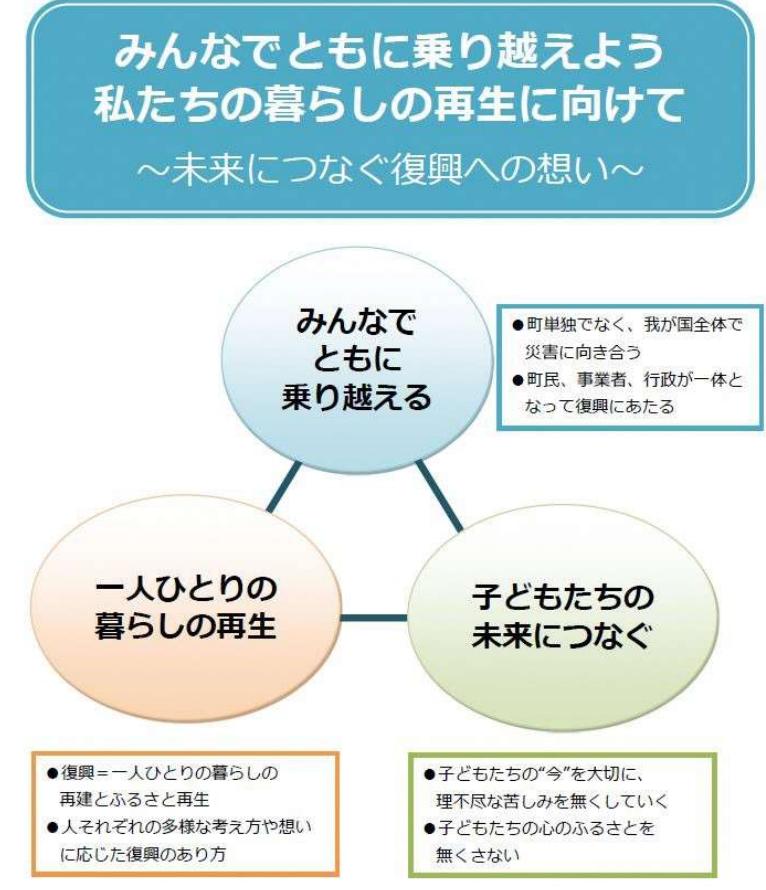 みんなでともに乗り越えよう
私たちの暮らしの再生に向けて
～未来につなぐ復興への想い～
みんなで
ともに
乗り越える
●町単独でなく、我が国全体で
災害に向き合う
●町民、事業者、行政が一体と
なって復興にあたる
一人ひとりの
暮らしの再生
子どもたちの
未来につなぐ
●復興＝一人ひとりの暮らしの
再建とふるさと再生
●人それぞれの多様な考え方や想い
に応じた復興のあり方
●子どもたちの“今”を大切に、
理不尽な苦しみを無くしていく
●子どもたちの心のふるさとを
無くさない